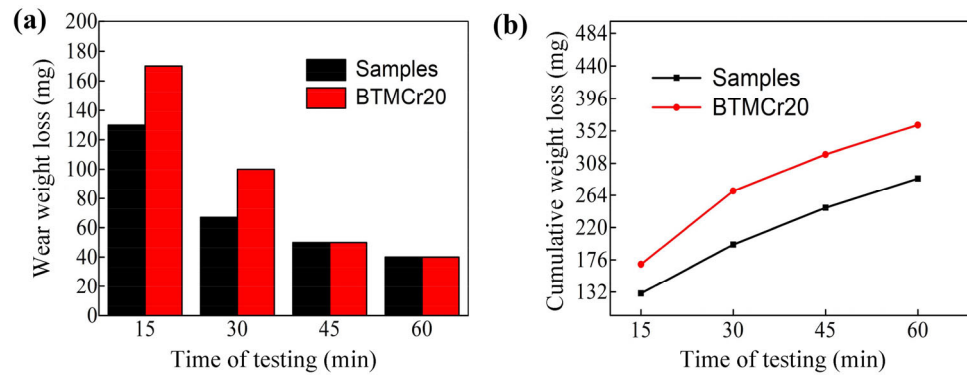 (a)
Wear weight loss (mg)
200
180
160
140
120
100
80
60
40
20
0
Samples
BTMCr20
15 30 45 60
Time of testing (min)
(b)
Cumulative weight loss (mg)
484
440
396
352
308
264
220
176
132
Samples
BTMCr20
15 30 45 60
Time of testing (min)